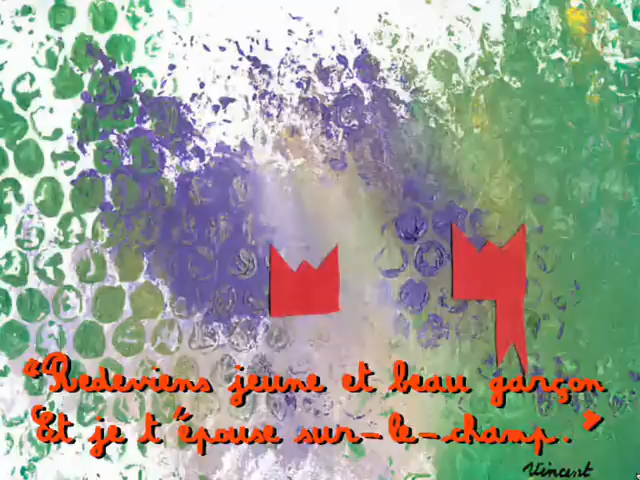 “Redeviens jeune et beau garçon
Et je t'épouse sur-le-champ.”
Vincent